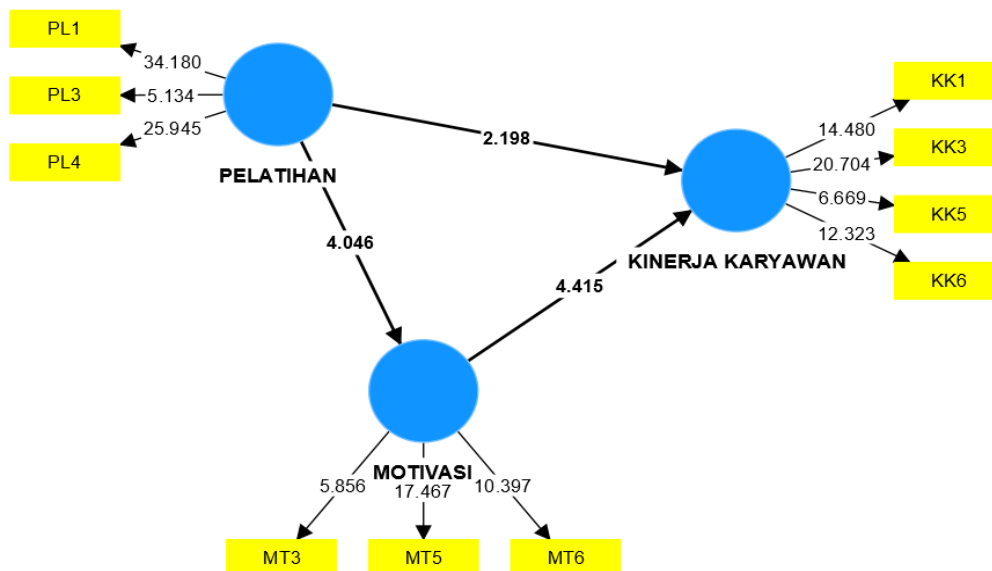 PL1
34.180
PL3
5.134
PL4
25.945
PELATIHAN
2.198
4.046
4.415
KINERJA KARYAWAN
KK1
14.480
KK3
20.704
KK5
6.669
KK6
12.323
MOTIVASI
5.856
17.467
10.397
MT3
MT5
MT6